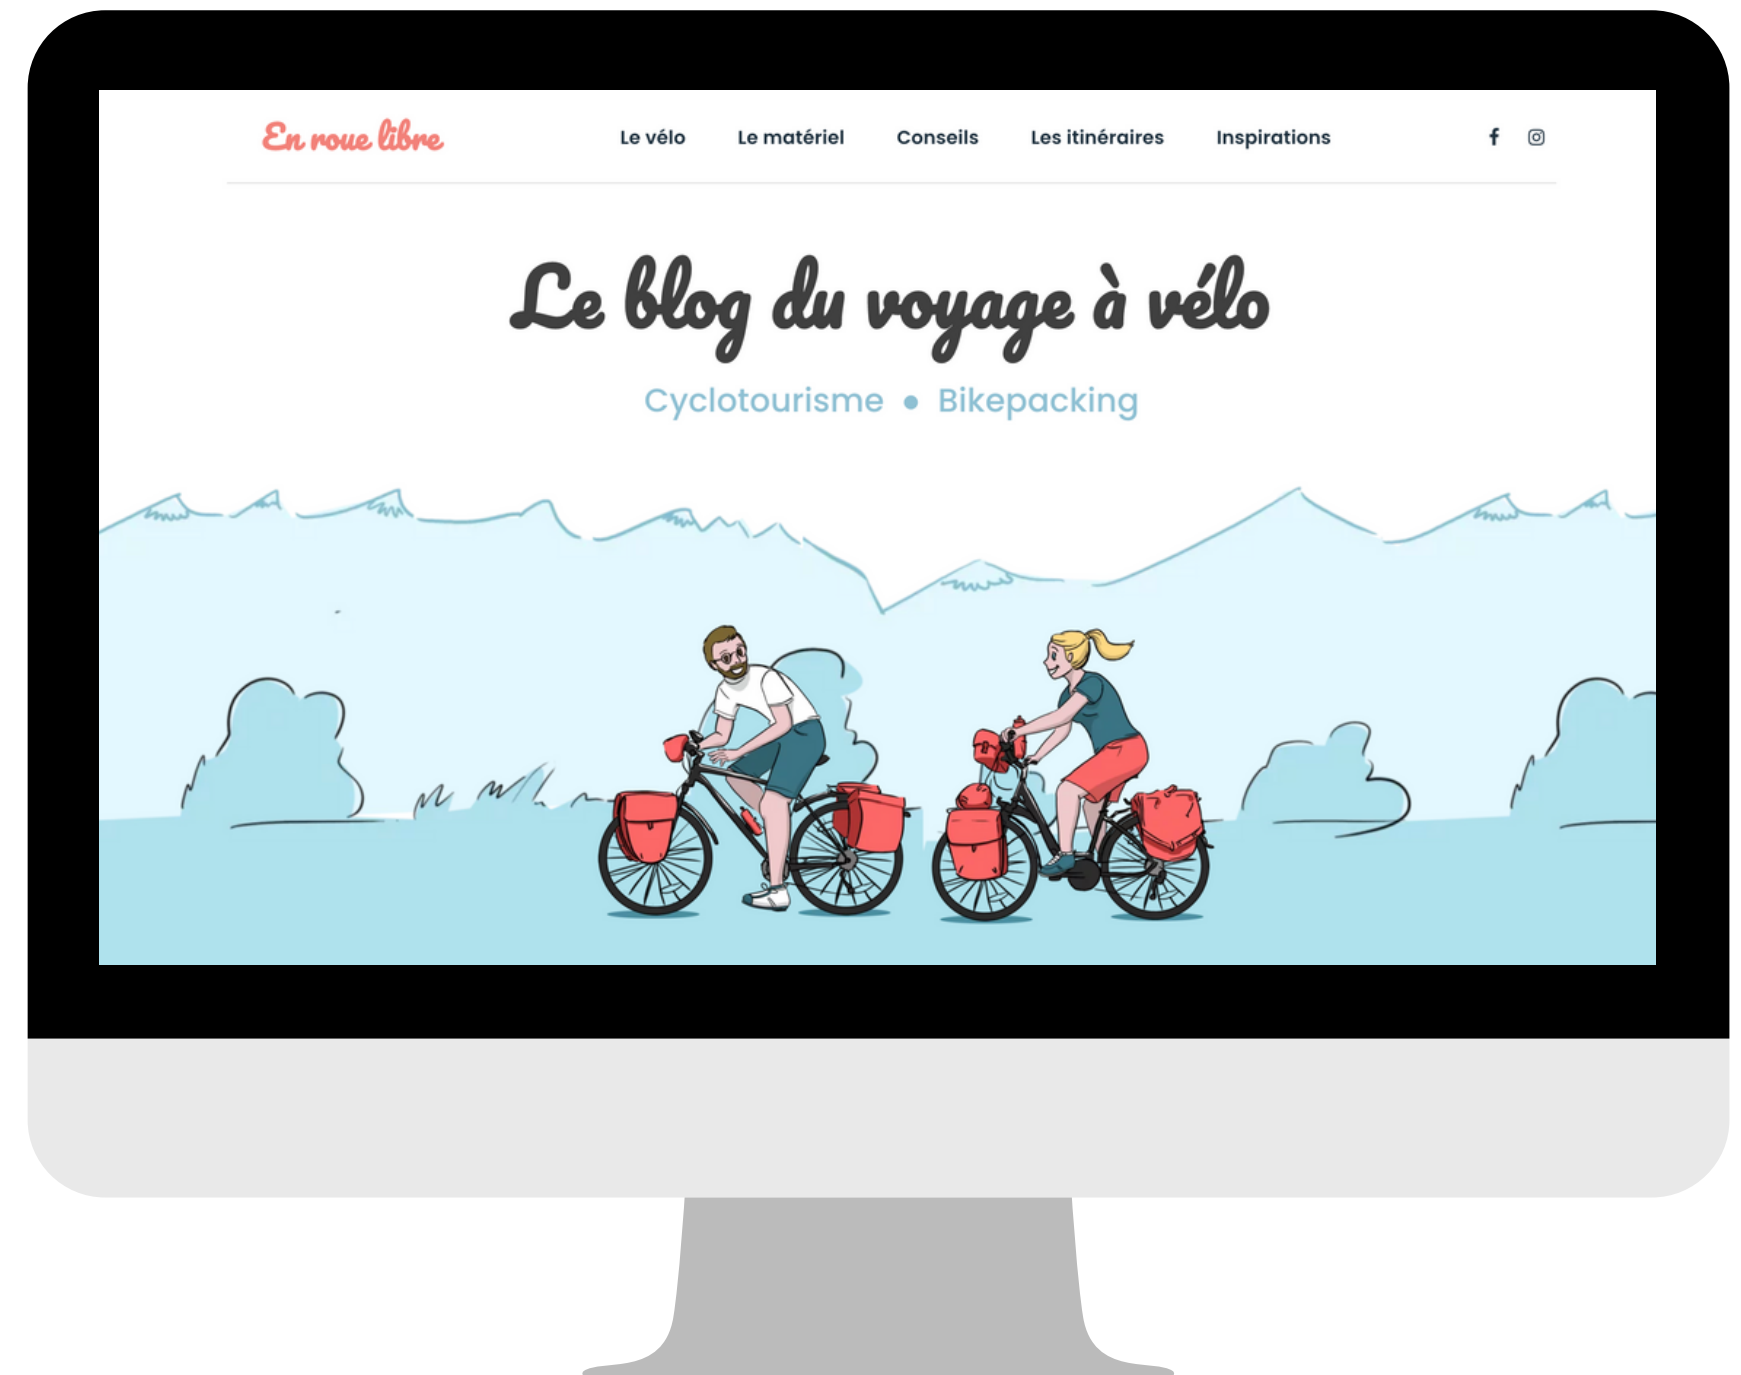 En roue libre
Le vélo Le matériel Conseils Les itinéraires Inspirations
Le blog du voyage à vélo
Cyclotourisme • Bikepacking